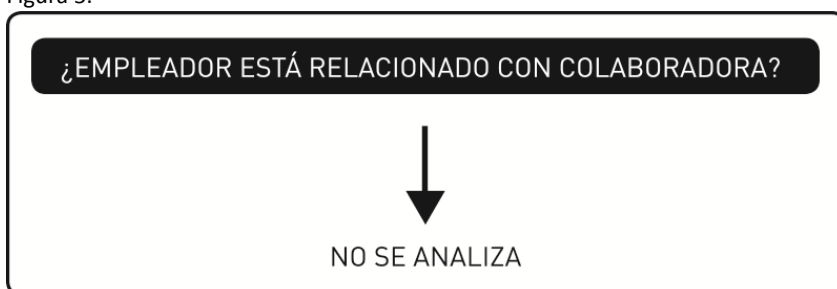 ¿EMPLEADOR ESTÁ RELACIONADO CON COLABORADORA?
NO SE ANALIZA